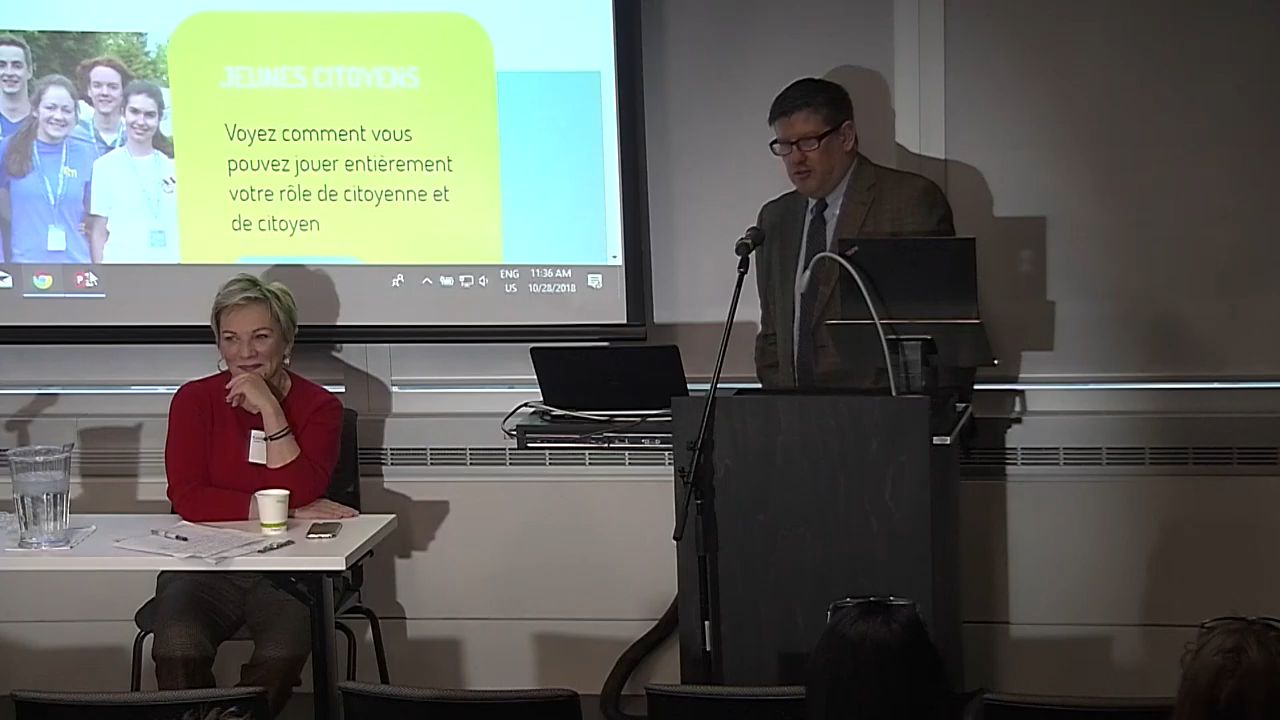 JEUNES CITOYENS
Voyez comment vous
pouvez jouer entièrement
votre rôle de citoyenne et
de citoyen
ENG 11:36 AM
US 10/28/2018